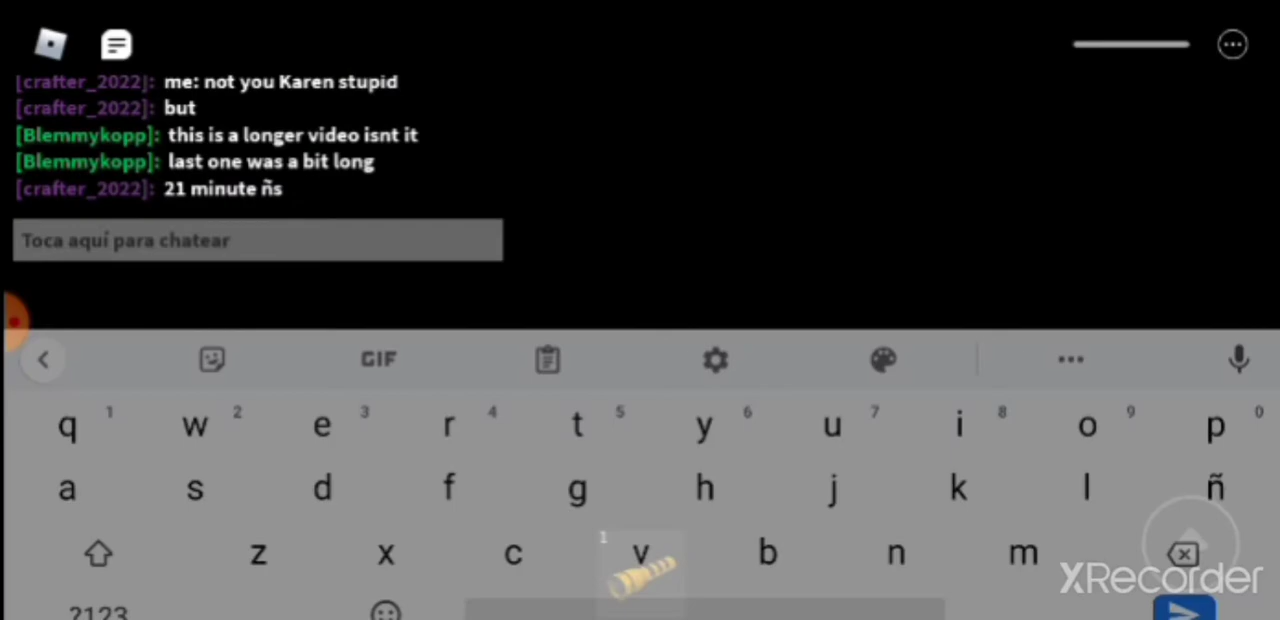 [crafter_2022]: me: not you Karen stupid
[crafter_2022]: but
[Blemmykopp]: this is a longer video isnt it
[Blemmykopp]: last one was a bit long
[crafter_2022]: 21 minute ñs
Toca aquí para chatear
GIF
q 1 w 2 e 3 r 4 t 5 y 6 u 7 i 8 o 9 p 0
a s d f g h j k l ñ
1
z x c v b n m
XRecorder
?123